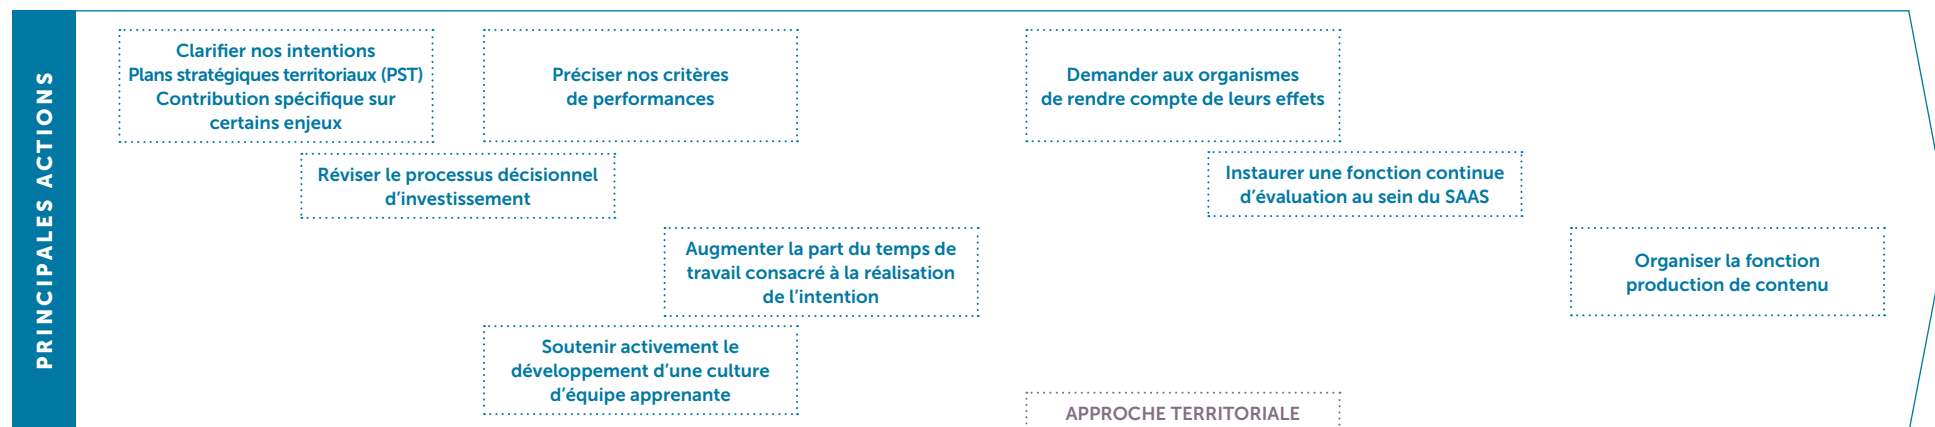 PRINCIPALES ACTIONS
Clarifier nos intentions
Plans stratégiques territoriaux (PST)
Contribution spécifique sur
certains enjeux
Préciser nos critères
de performances
Demander aux organismes
de rendre compte de leurs effets
Réviser le processus décisionnel
d’investissement
Instaurer une fonction continue
d’évaluation au sein du SAAS
Augmenter la part du temps de
travail consacré à la réalisation
de l’intention
Organiser la fonction
production de contenu
Soutenir activement le
développement d’une culture
d’équipe apprenante
APPROCHE TERRITORIALE